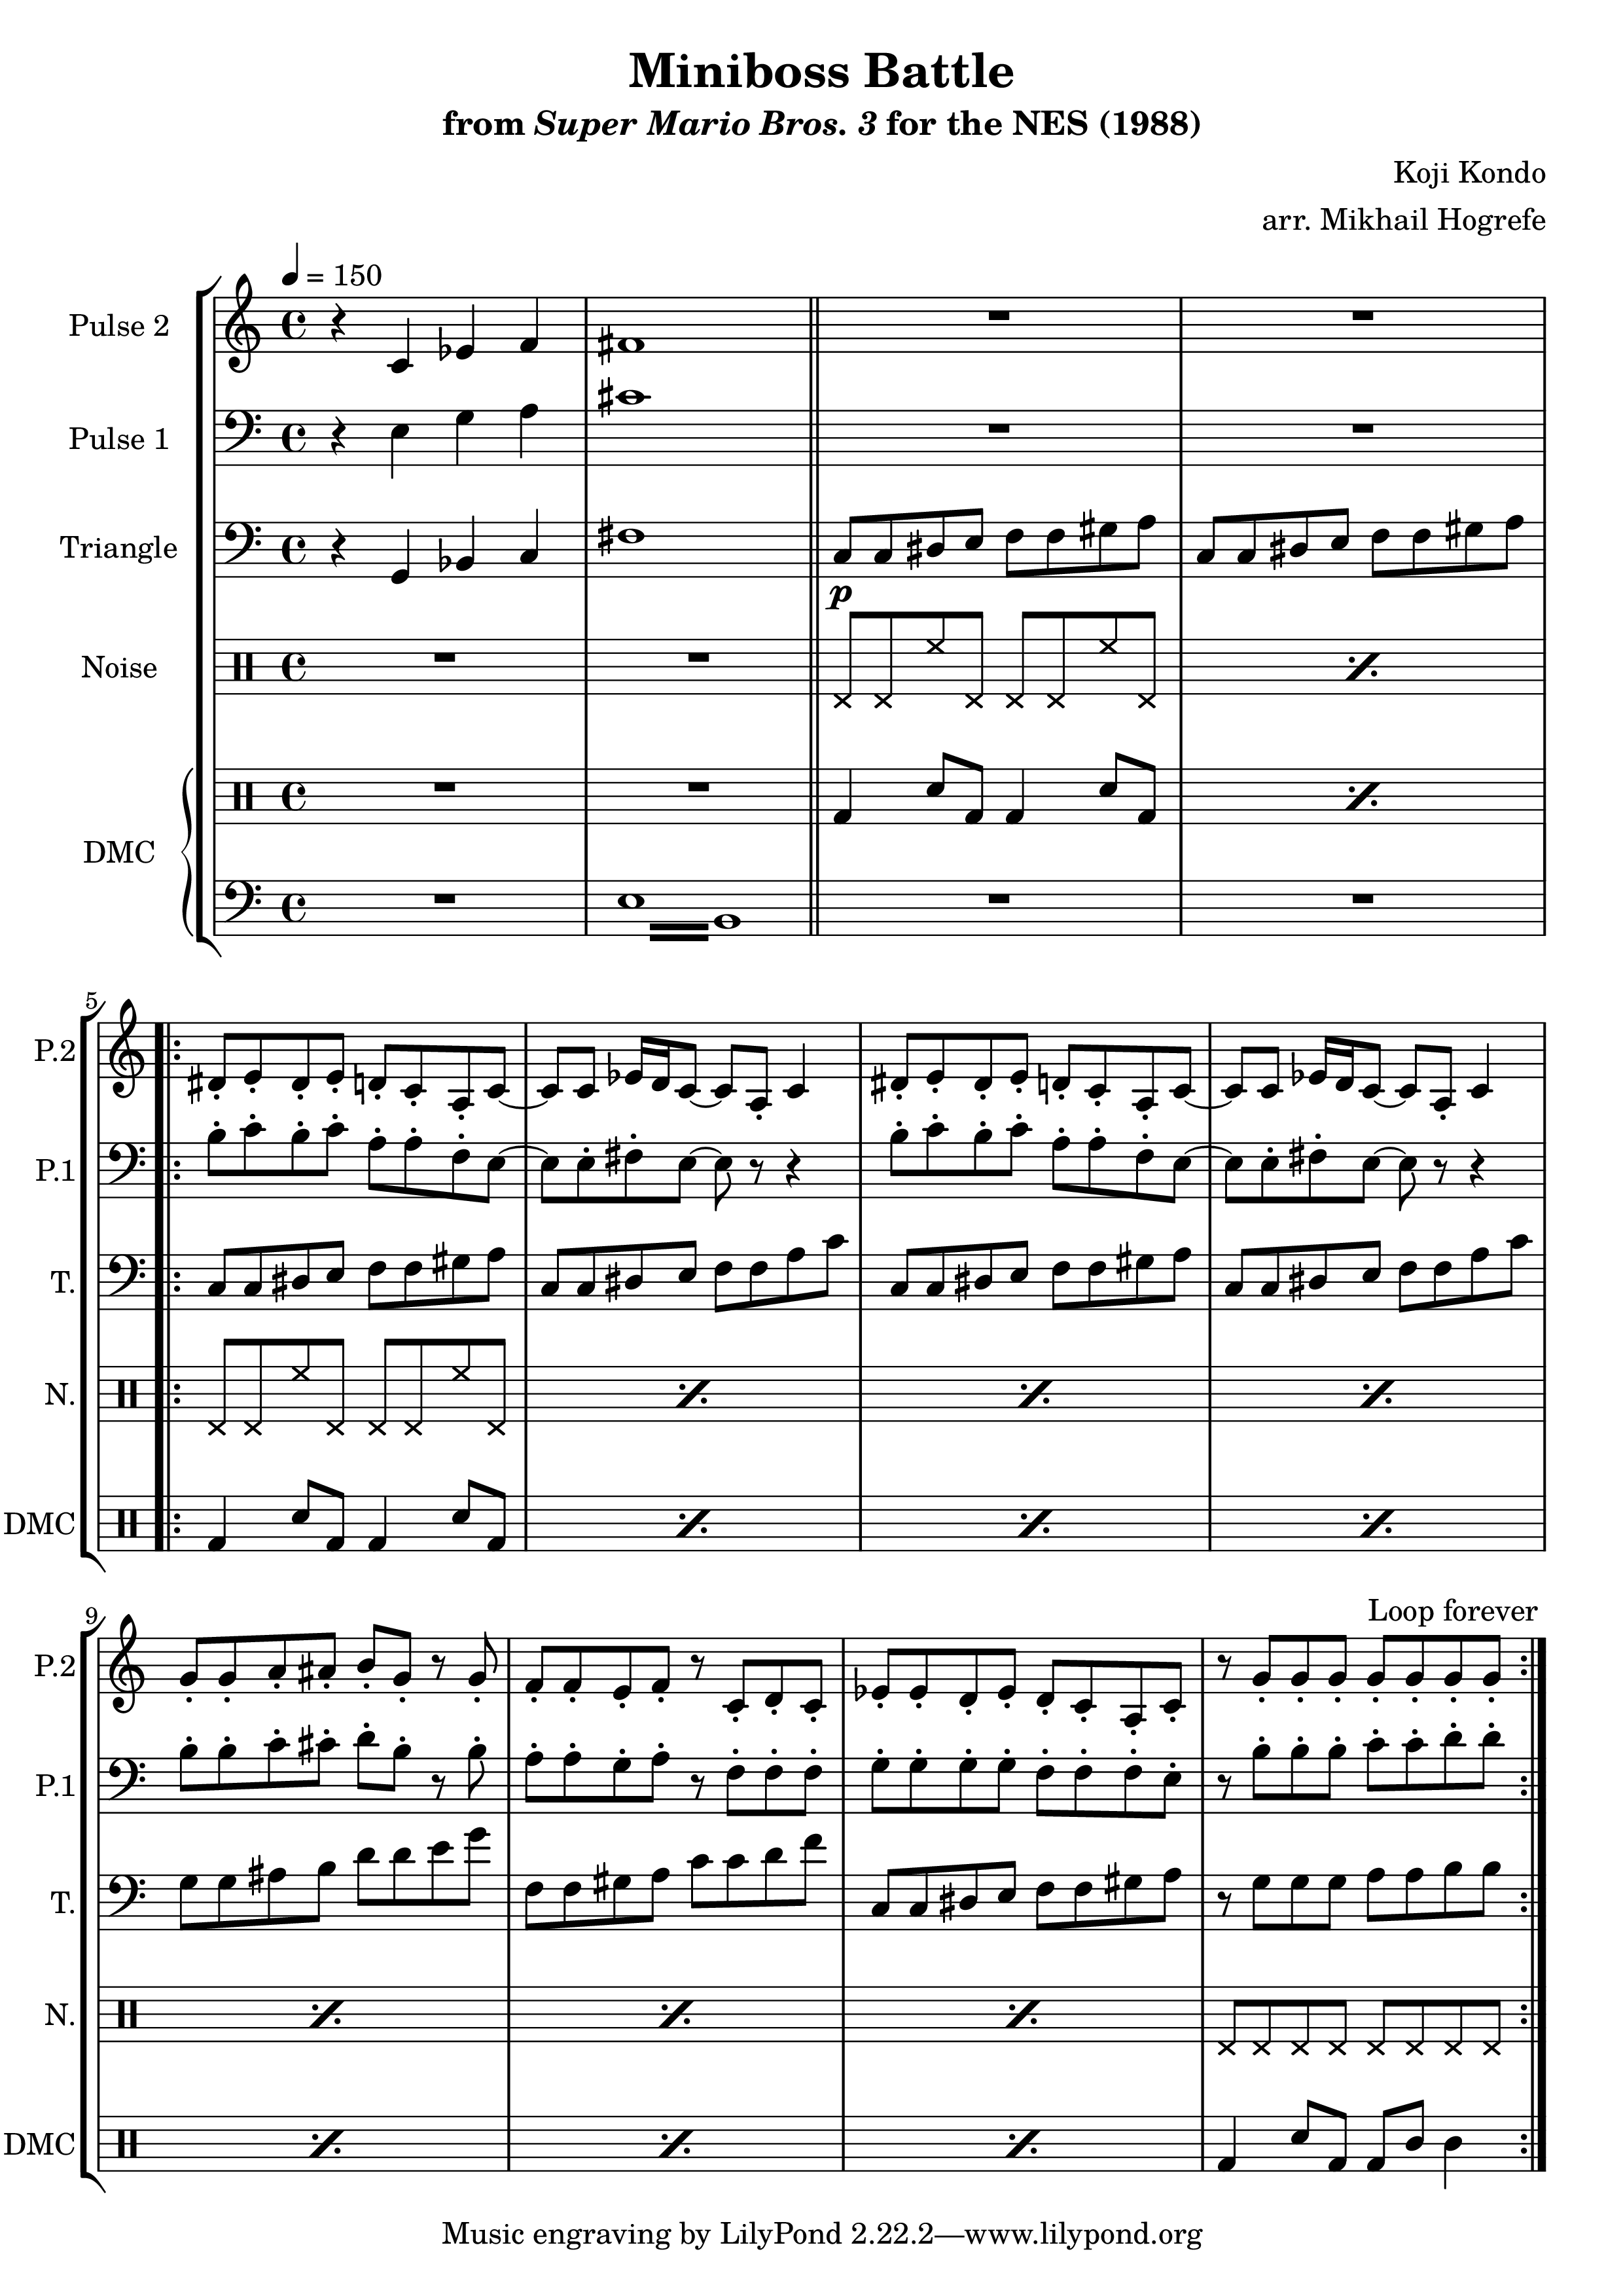 Miniboss Battle
from Super Mario Bros. 3 for the NES (1988)
Koji Kondo
arr. Mikhail Hogrefe
= 150
Pulse 2
Pulse 1
Triangle
p
Noise
DMC
5
P.2
P.1
T.
N.
DMC
9
Loop forever
P.2
P.1
T.
N.
DMC
Music engraving by LilyPond 2.22.2—www.lilypond.org